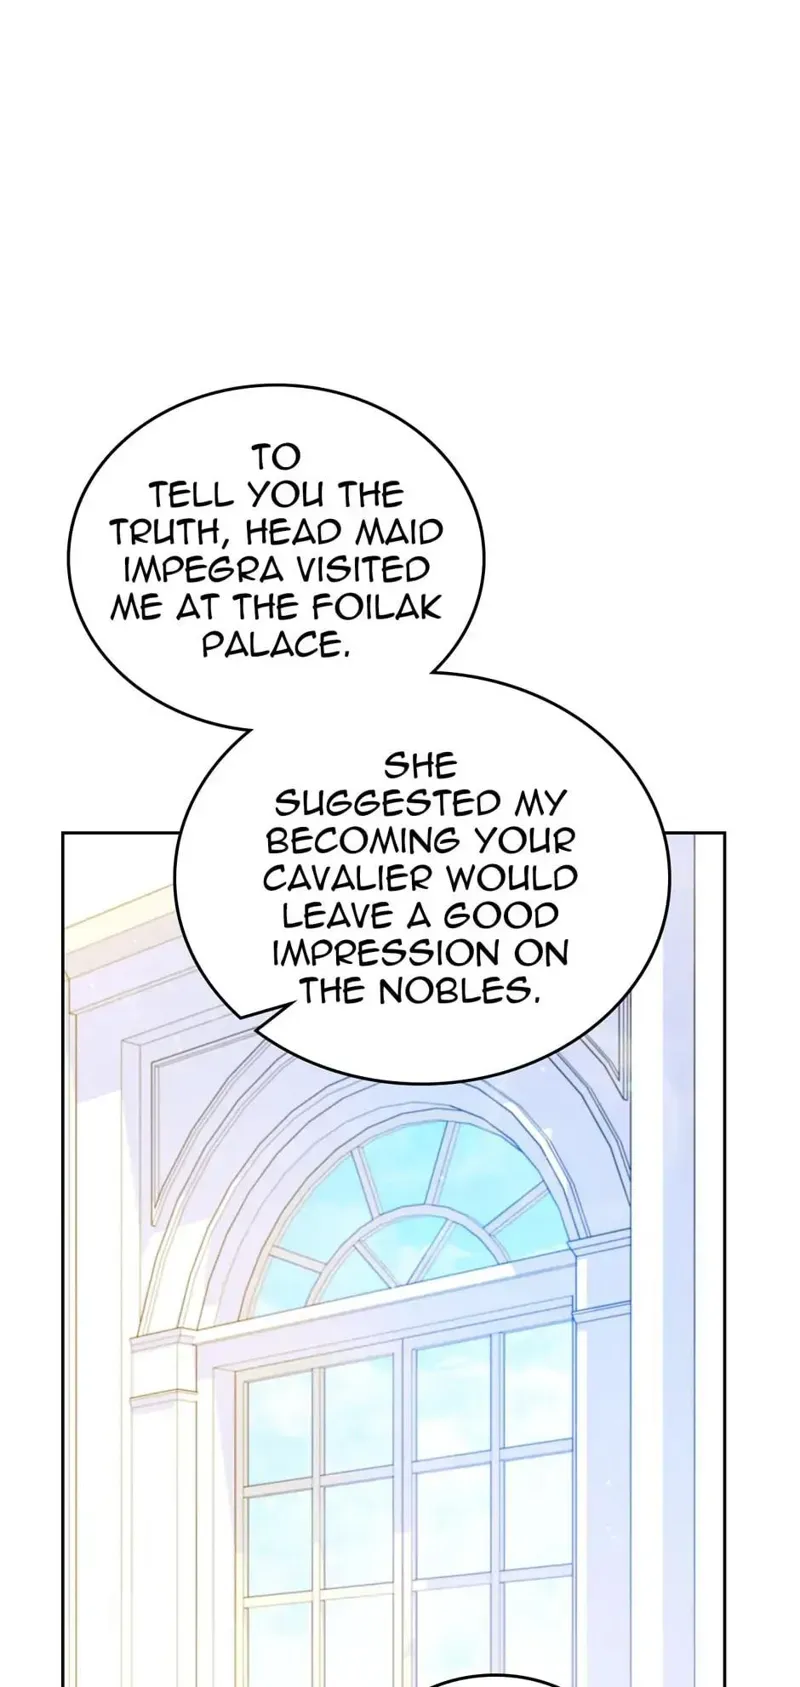 TO
TELL YOU THE
TRUTH, HEAD MAID
IMPEGRA VISITED
ME AT THE FOILAK
PALACE.
SHE
SUGGESTED MY
BECOMING YOUR
CAVALIER WOULD
LEAVE A GOOD
IMPRESSION ON
THE NOBLES.